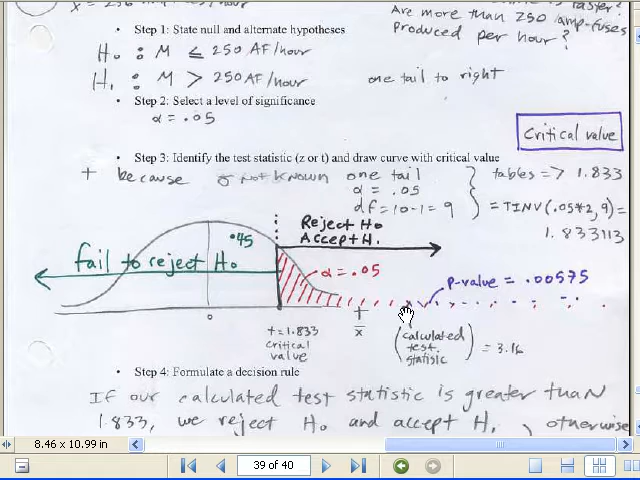 x = 256
Are more than 250 amp-fuses
produced per hour?
• Step 1: State null and alternate hypotheses
H₀ : M ≤ 250 AF/hour
H₁ : M > 250 AF/hour one tail to right
• Step 2: Select a level of significance
α = .05
Critical value
• Step 3: Identify the test statistic (z or t) and draw curve with critical value
t because σ not known one tail
α = .05
df = 10-1 = 9
tables => 1.833
= TINV(.05*2,9) =
1.833113
Reject H₀
Accept H₁
.45
fail to reject H₀
α = .05
p-value = .00575
0
t = 1.833
critical
value
t
x̄
(calculated
test
statistic) = 3.16
• Step 4: Formulate a decision rule
If our calculated test statistic is greater than
1.833, we reject H₀ and accept H₁, otherwise
8.46 x 10.99 in
39 of 40